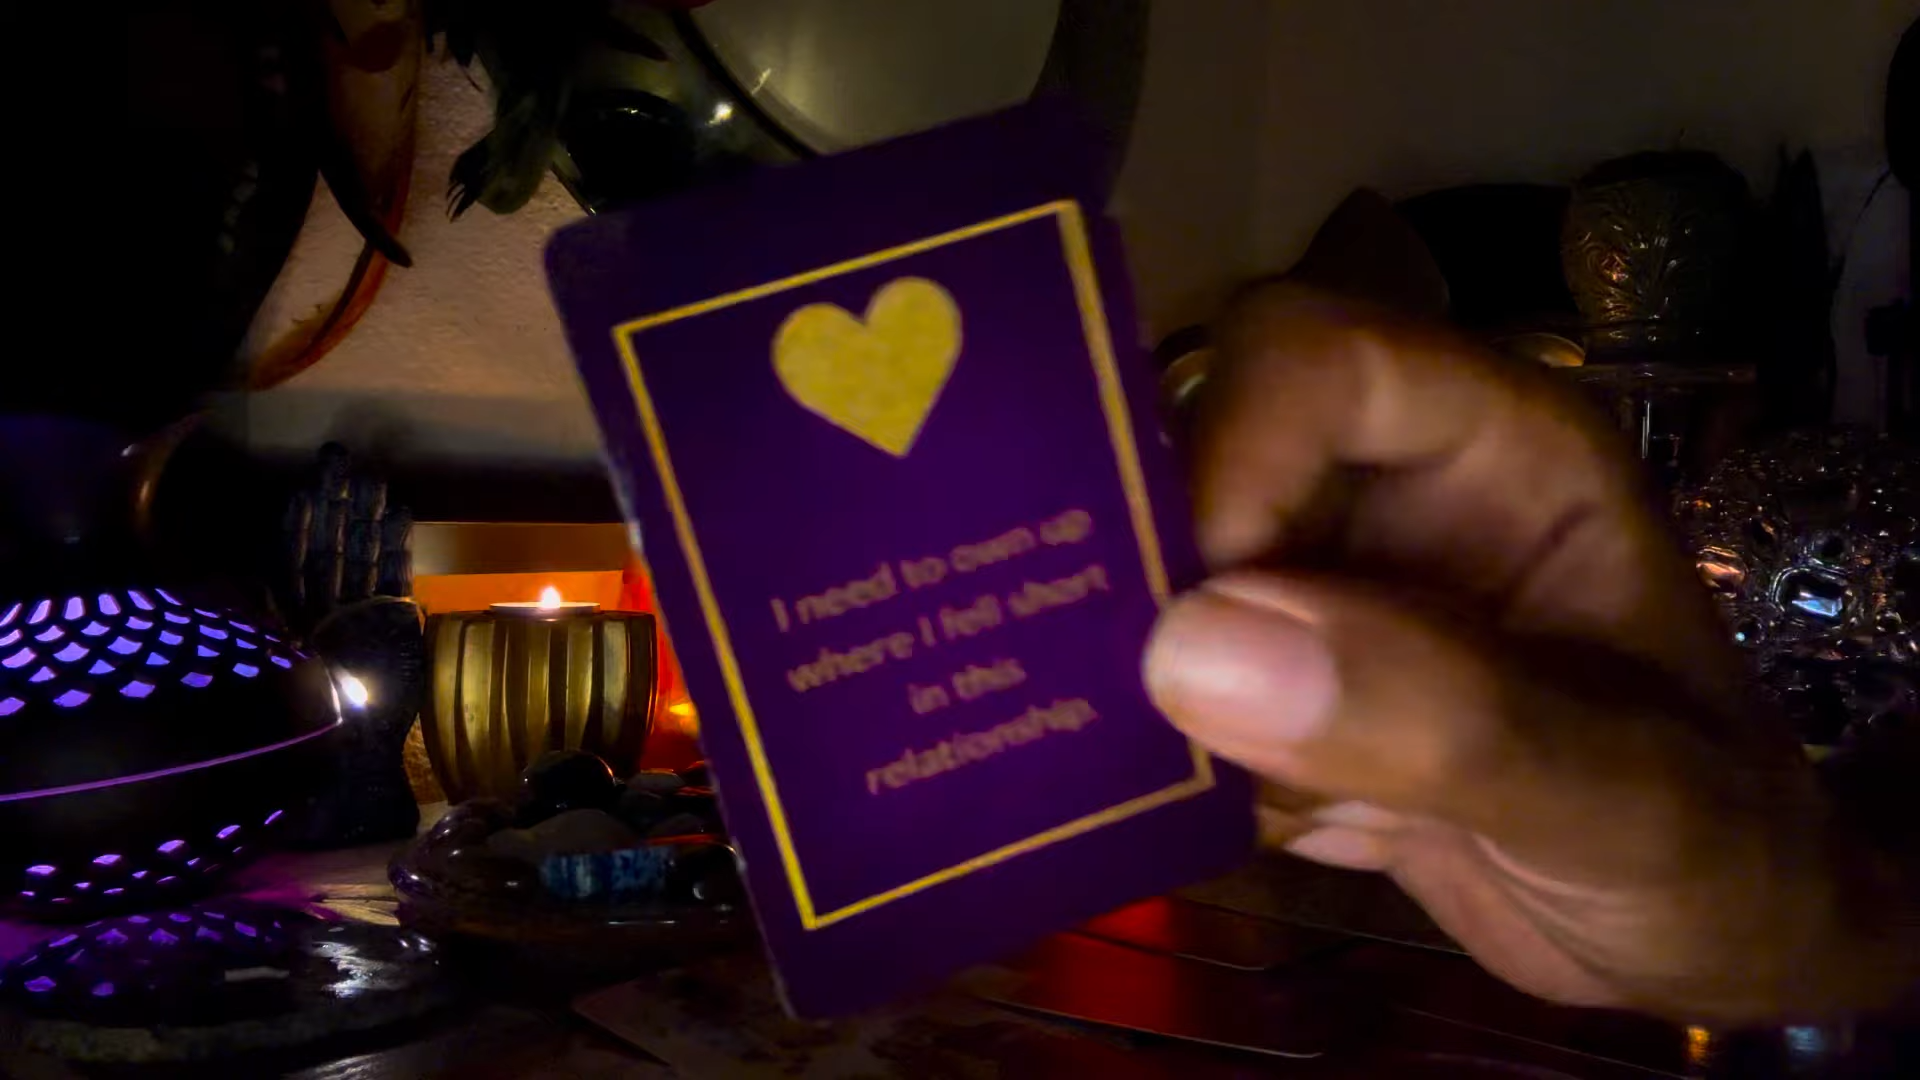 I need to own up
where I fell short
in this
relationship.